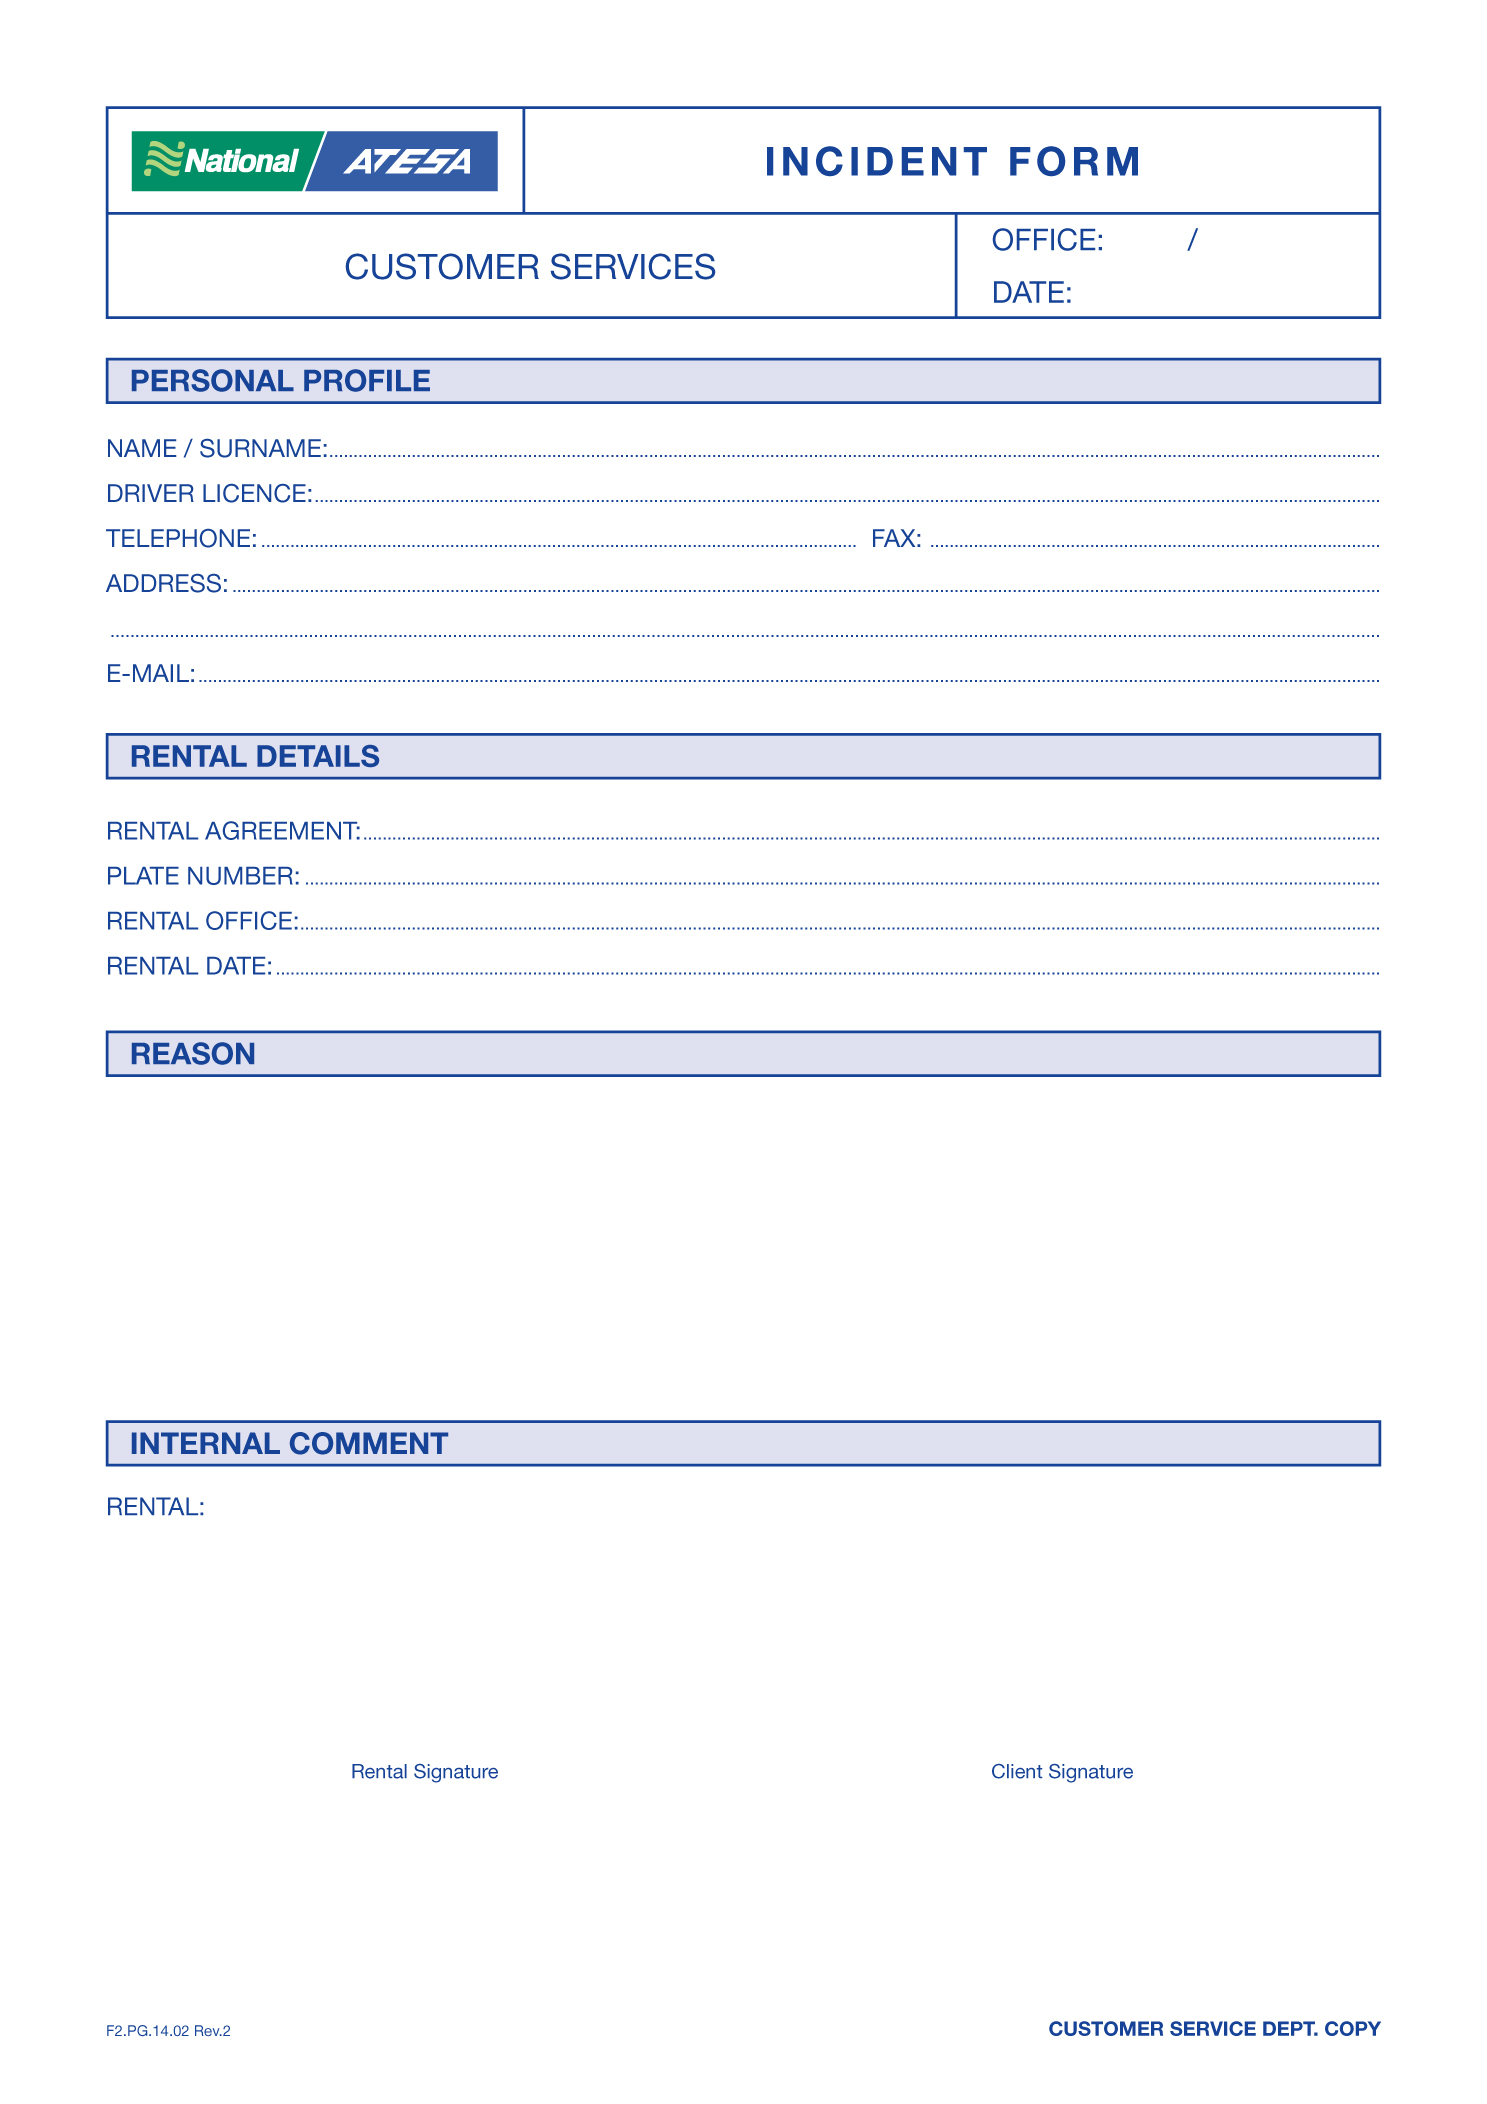 National ATESA
INCIDENT FORM
CUSTOMER SERVICES
OFFICE: /
DATE:
PERSONAL PROFILE
NAME / SURNAME:
DRIVER LICENCE:
TELEPHONE: FAX:
ADDRESS:
E-MAIL:
RENTAL DETAILS
RENTAL AGREEMENT:
PLATE NUMBER:
RENTAL OFFICE:
RENTAL DATE:
REASON
INTERNAL COMMENT
RENTAL:
Rental Signature Client Signature
F2.PG.14.02 Rev.2 CUSTOMER SERVICE DEPT. COPY